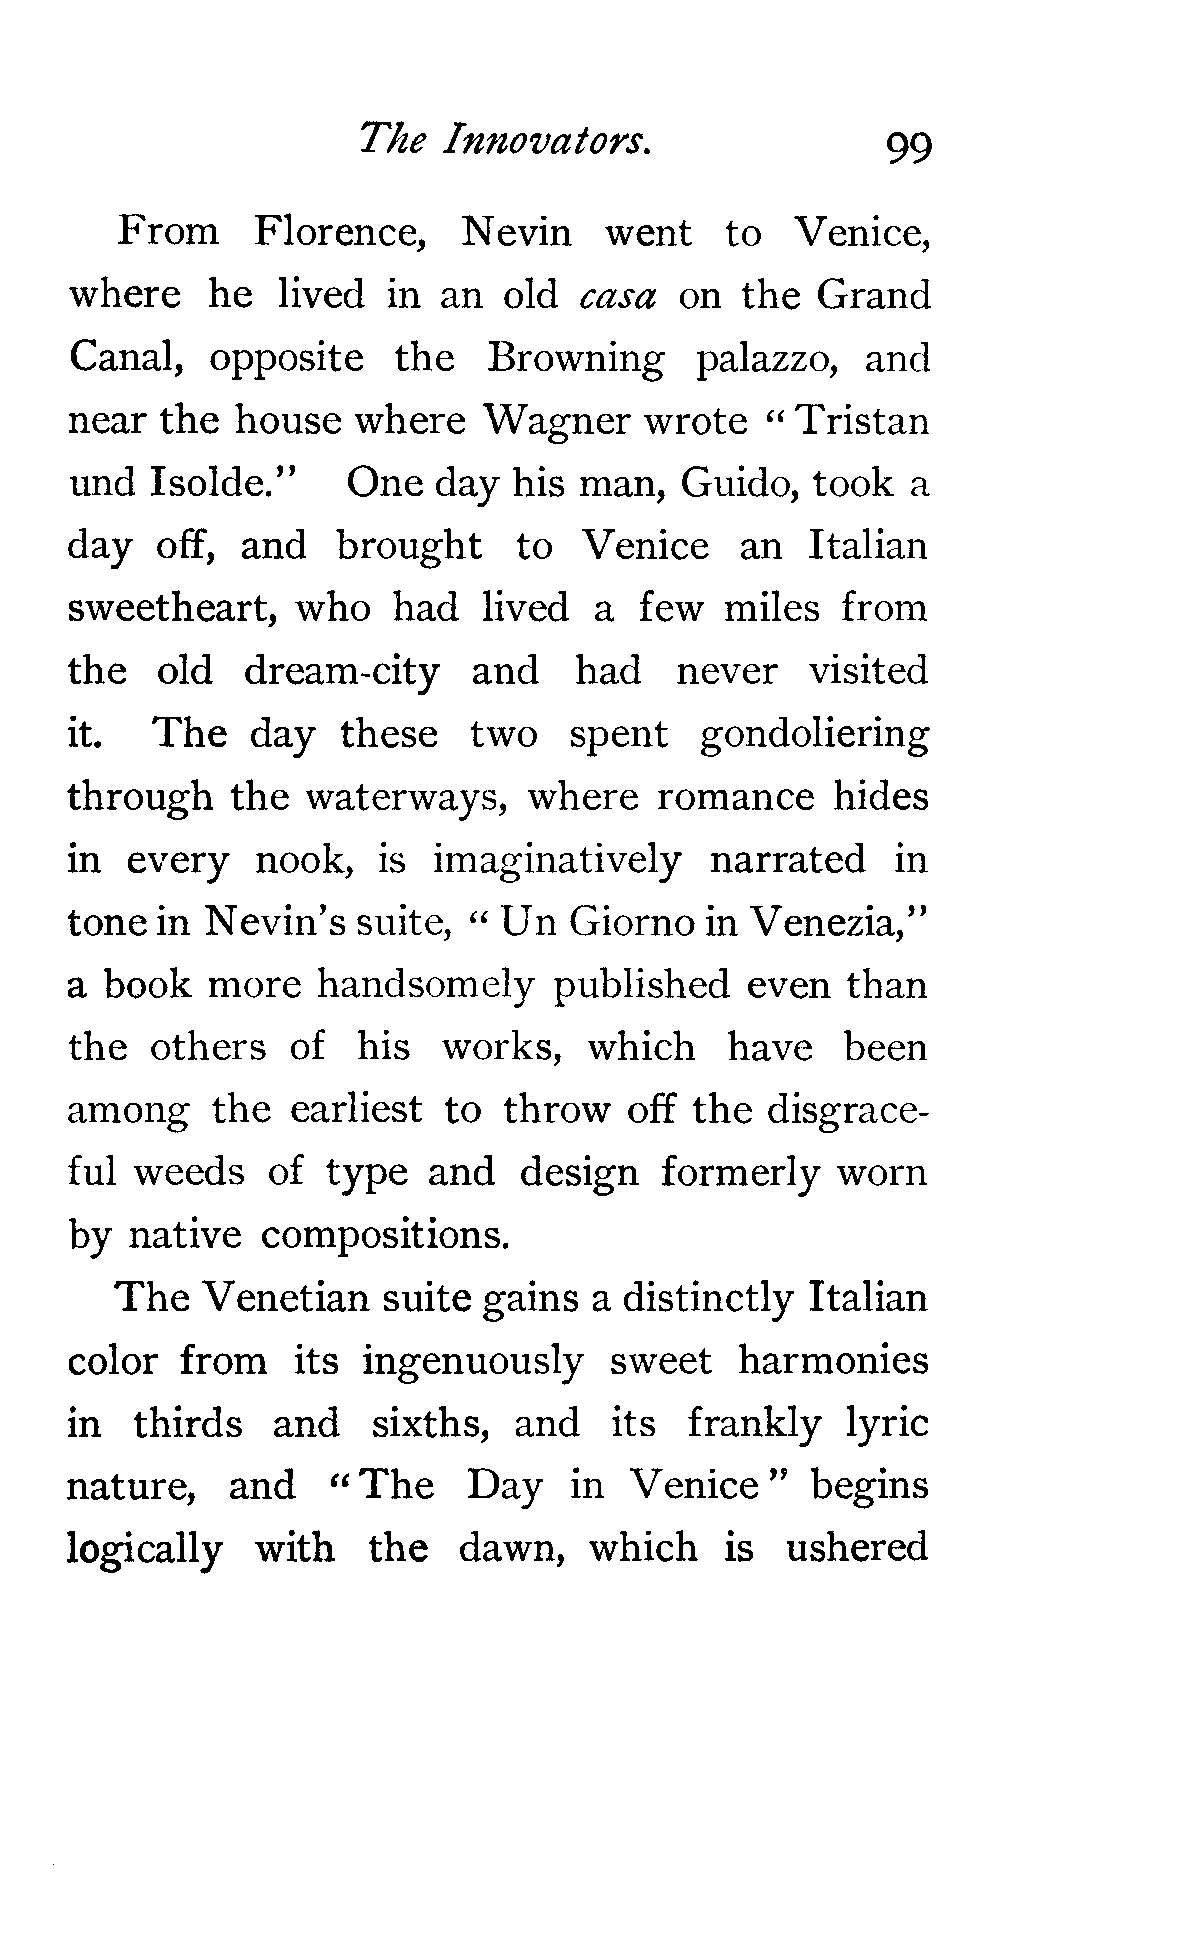 The Innovators. 99
From Florence, Nevin went to Venice,
where he lived in an old casa on the Grand
Canal, opposite the Browning palazzo, and
near the house where Wagner wrote “Tristan
und Isolde.” One day his man, Guido, took a
day off, and brought to Venice an Italian
sweetheart, who had lived a few miles from
the old dream-city and had never visited
it. The day these two spent gondoliering
through the waterways, where romance hides
in every nook, is imaginatively narrated in
tone in Nevin's suite, “Un Giorno in Venezia,”
a book more handsomely published even than
the others of his works, which have been
among the earliest to throw off the disgrace-
ful weeds of type and design formerly worn
by native compositions.
The Venetian suite gains a distinctly Italian
color from its ingenuously sweet harmonies
in thirds and sixths, and its frankly lyric
nature, and “The Day in Venice” begins
logically with the dawn, which is ushered